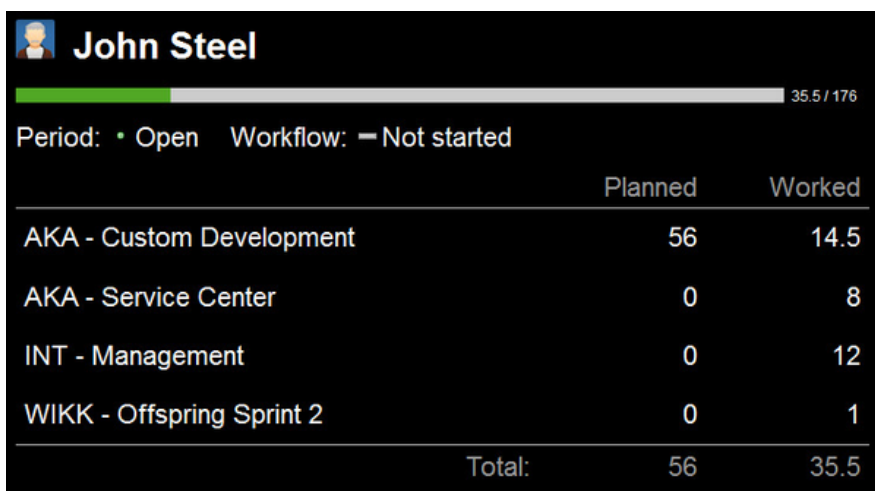 John Steel
35.5 / 176
Period: • Open Workflow: Not started
Planned Worked
AKA - Custom Development 56 14.5
AKA - Service Center 0 8
INT - Management 0 12
WIKK - Offspring Sprint 2 0 1
Total: 56 35.5